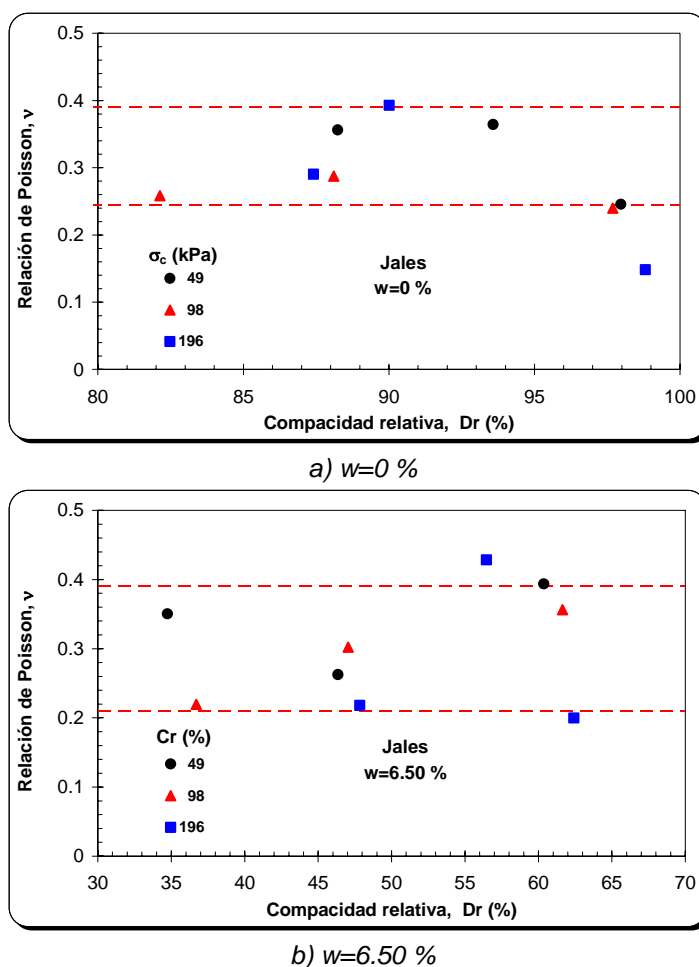 0.5
0.4
0.3
0.2
0.1
0
Relación de Poisson, ν
σc (kPa)
49
98
196
Jales
w=0 %
80 85 90 95 100
Compacidad relativa, Dr (%)
a) w=0 %
0.5
0.4
0.3
0.2
0.1
0
Relación de Poisson, ν
Cr (%)
49
98
196
Jales
w=6.50 %
30 35 40 45 50 55 60 65 70
Compacidad relativa, Dr (%)
b) w=6.50 %